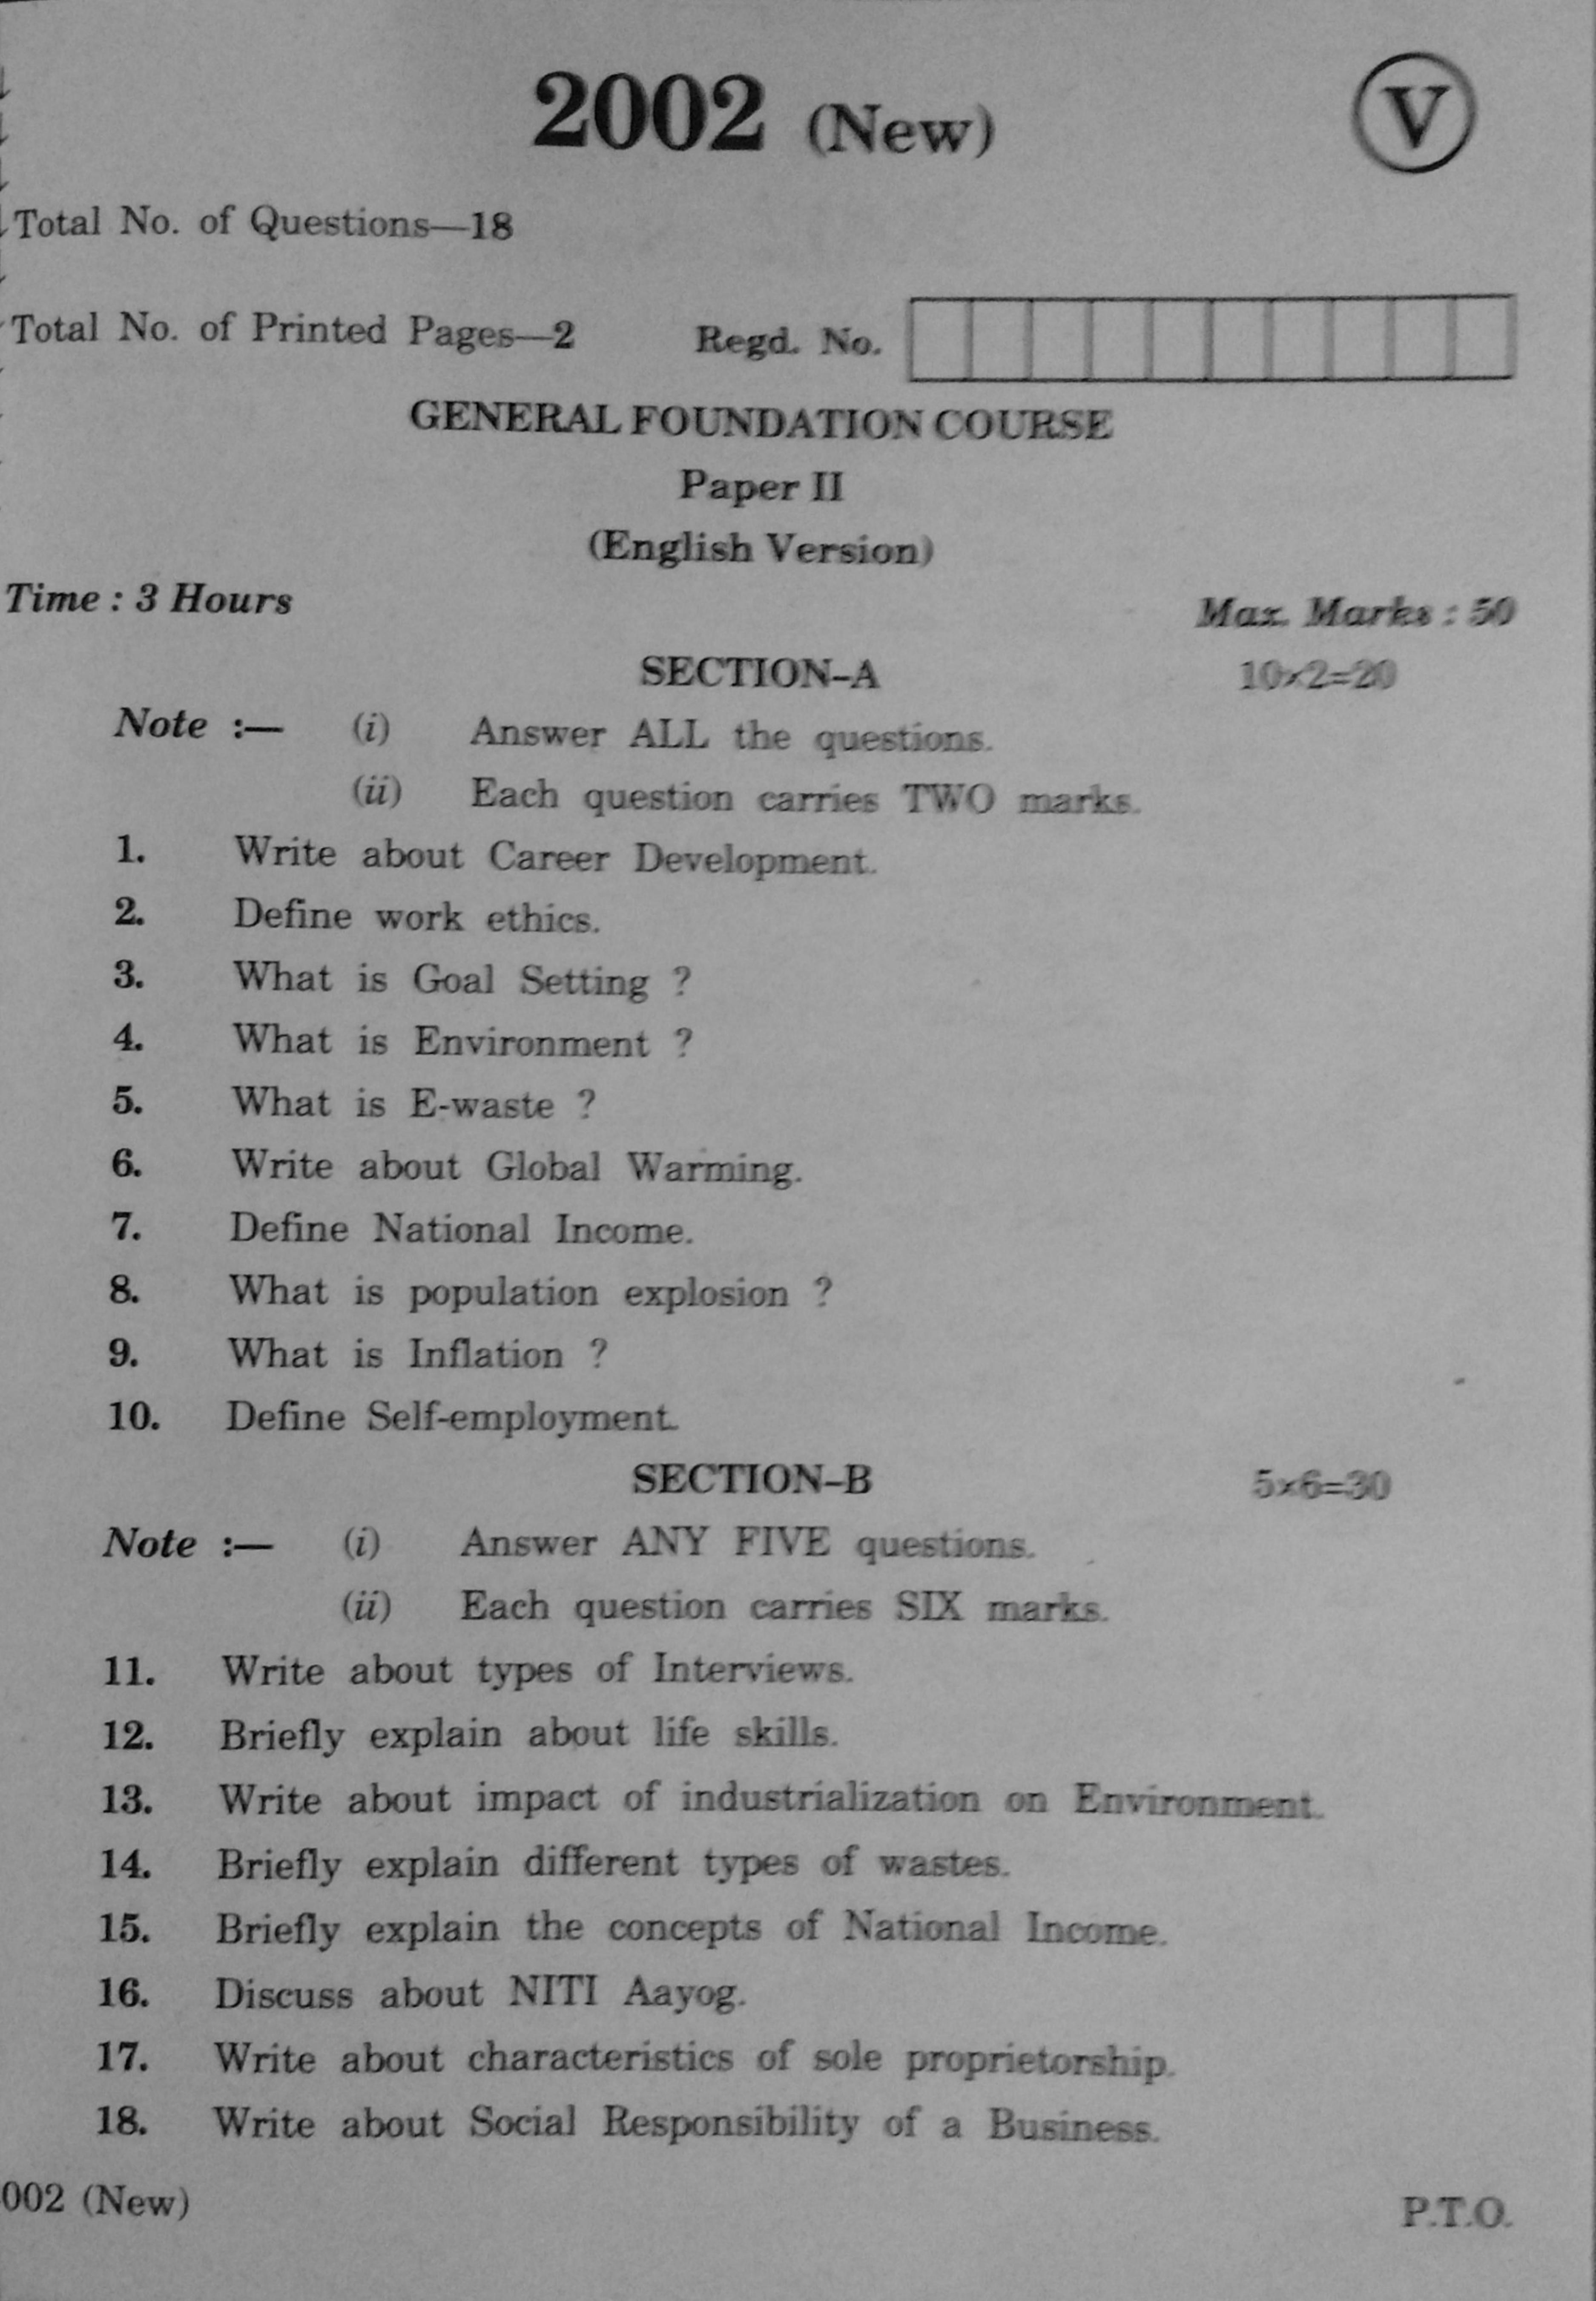 2002 (New)
V
Total No. of Questions—18
Total No. of Printed Pages—2 Regd. No.
GENERAL FOUNDATION COURSE
Paper II
(English Version)
Time : 3 Hours
Max. Marks : 50
SECTION–A 10×2=20
Note :— (i) Answer ALL the questions.
(ii) Each question carries TWO marks.
1. Write about Career Development.
2. Define work ethics.
3. What is Goal Setting ?
4. What is Environment ?
5. What is E-waste ?
6. Write about Global Warming.
7. Define National Income.
8. What is population explosion ?
9. What is Inflation ?
10. Define Self-employment.
SECTION–B 5×6=30
Note :— (i) Answer ANY FIVE questions.
(ii) Each question carries SIX marks.
11. Write about types of Interviews.
12. Briefly explain about life skills.
13. Write about impact of industrialization on Environment.
14. Briefly explain different types of wastes.
15. Briefly explain the concepts of National Income.
16. Discuss about NITI Aayog.
17. Write about characteristics of sole proprietorship.
18. Write about Social Responsibility of a Business.
002 (New) P.T.O.